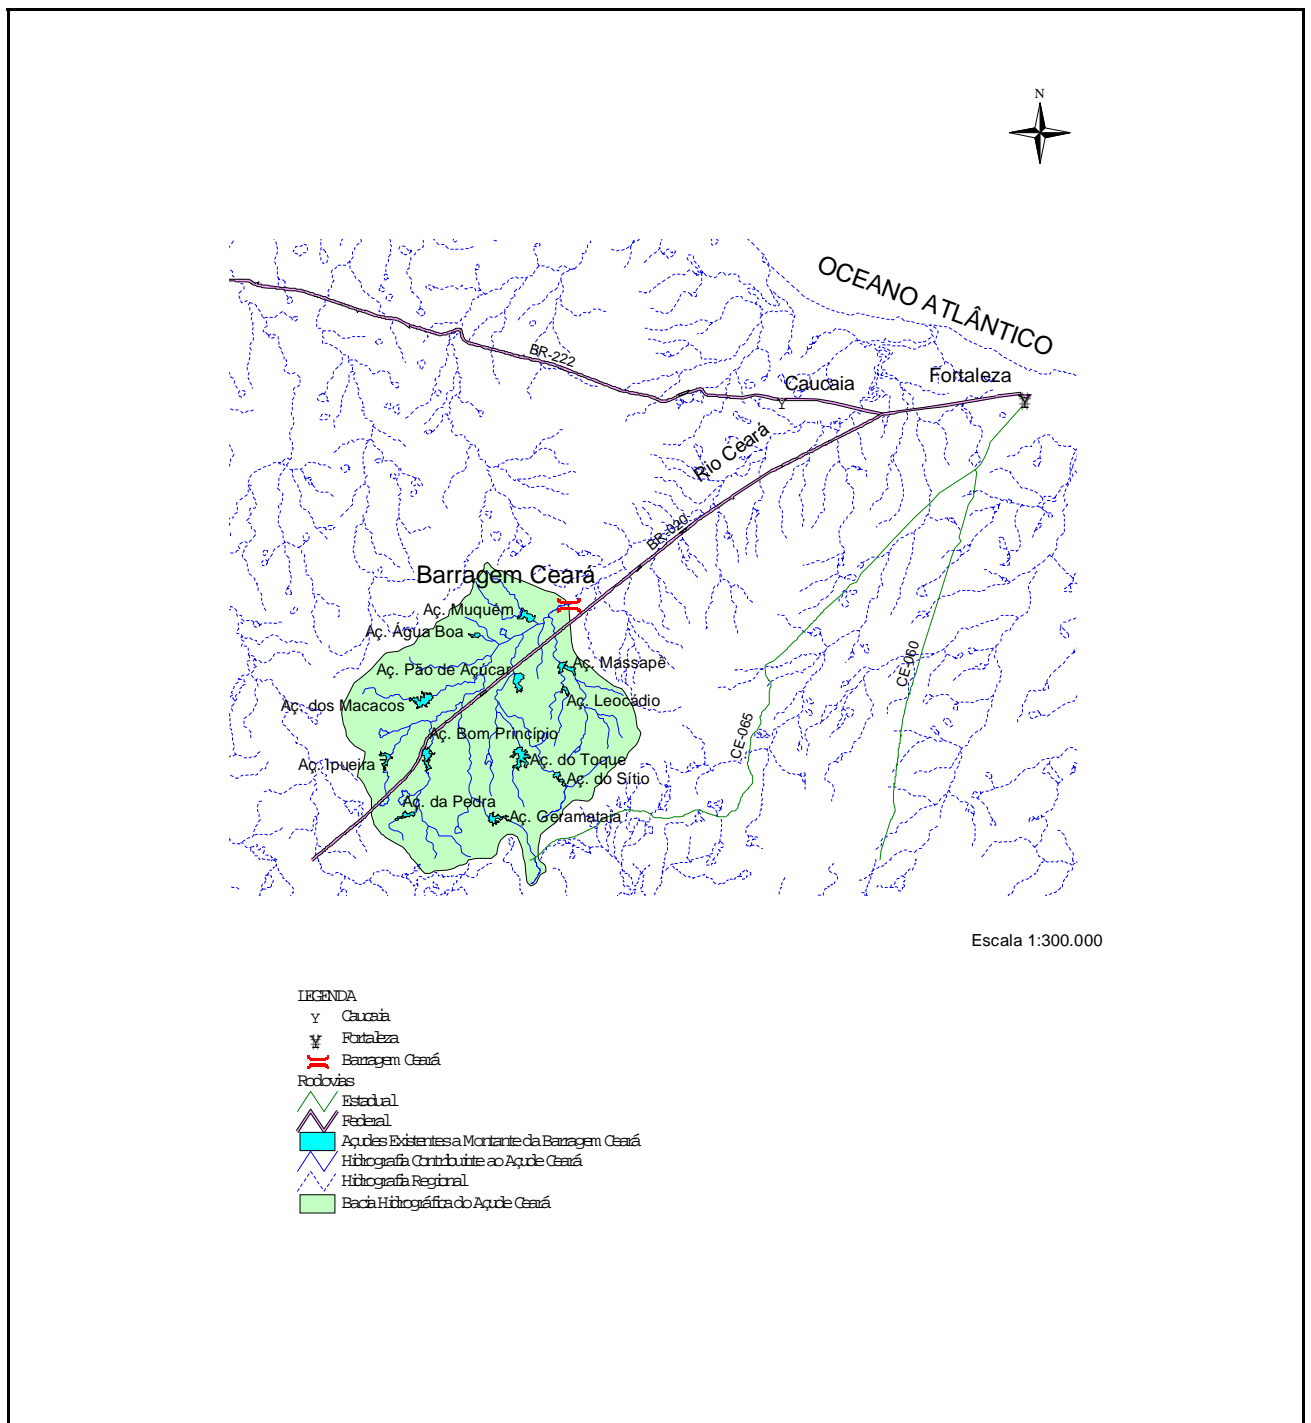 N
OCEANO ATLÂNTICO
BR-222
Caucaia
Fortaleza
Rio Ceará
BR-020
Barragem Ceará
Aç. Muquém
Aç. Água Boa
Aç. Pão de Açúcar
Aç. Massapê
Aç. dos Macacos
Aç. Leocádio
CE-060
CE-065
Aç. Bom Princípio
Aç. Ipueira
Aç. do Toque
Aç. do Sítio
Aç. da Pedra
Aç. Geramataia
Escala 1:300.000
LEGENDA
Caucaia
Fortaleza
Barragem Ceará
Rodovias
Estadual
Federal
Açudes Existentes a Montante da Barragem Ceará
Hidrografia Contribuinte ao Açude Ceará
Hidrografia Regional
Bacia Hidrográfica do Açude Ceará